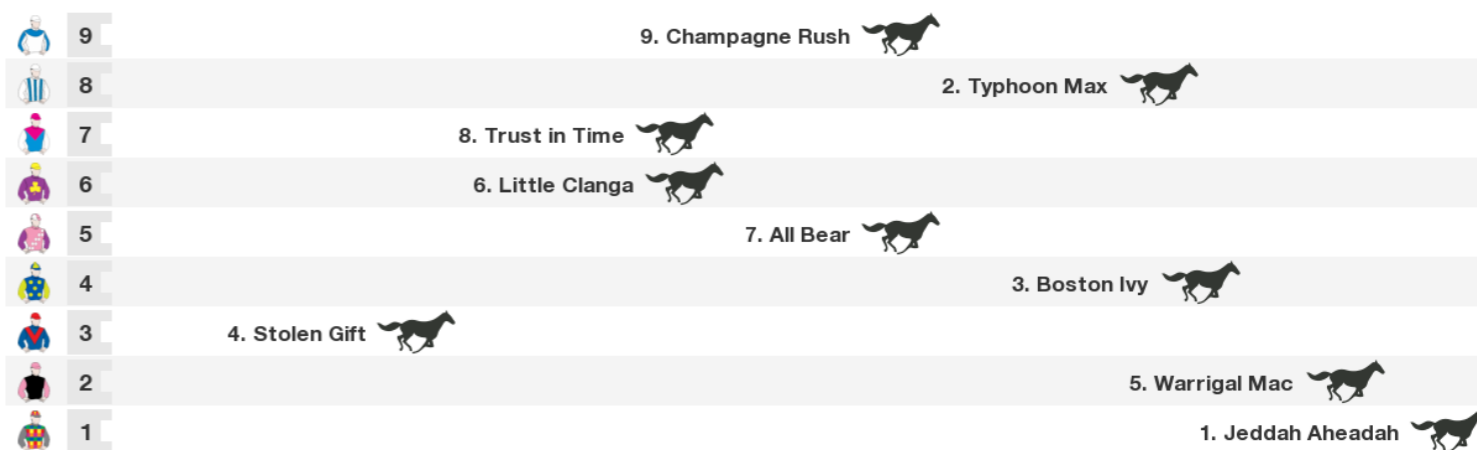 9 9. Champagne Rush
8 2. Typhoon Max
7 8. Trust in Time
6 6. Little Clanga
5 7. All Bear
4 3. Boston Ivy
3 4. Stolen Gift
2 5. Warrigal Mac
1 1. Jeddah Aheadah